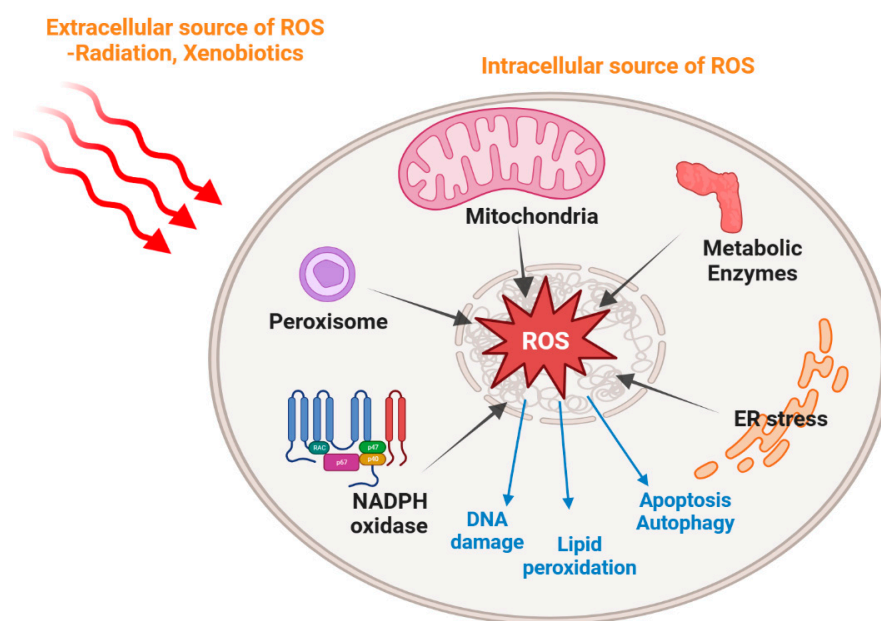 Extracellular source of ROS
-Radiation, Xenobiotics
Intracellular source of ROS
Mitochondria
Metabolic
Enzymes
Peroxisome
ROS
ER stress
RAC
p47
p67
p40
NADPH
oxidase
DNA
damage
Lipid
peroxidation
Apoptosis
Autophagy